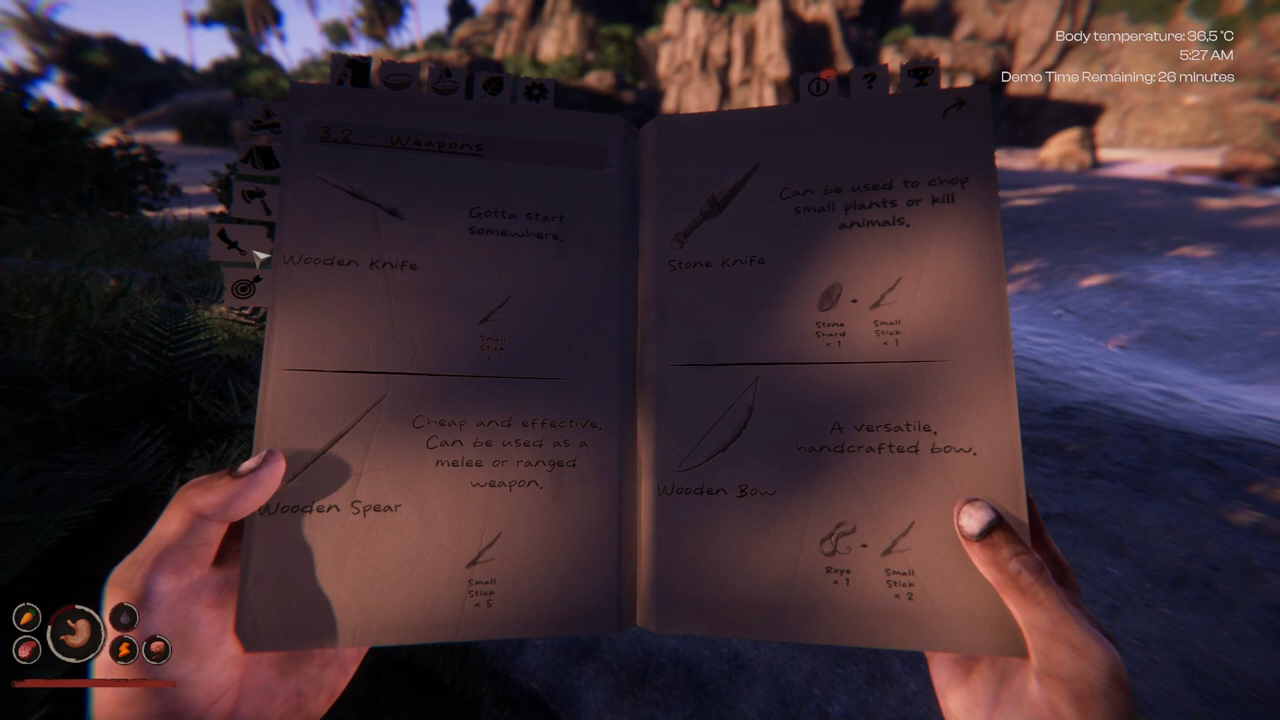 Body temperature: 36,5 °C
5:27 AM
Demo Time Remaining: 26 minutes
3.2 - Weapons
Gotta start
somewhere.
Wooden Knife
Small
Stick
Cheap and effective.
Can be used as a
melee or ranged
weapon.
Wooden Spear
Small
Stick
x 5
Can be used to chop
small plants or kill
animals.
Stone Knife
Stone
Shard
x 1
+
Small
Stick
x 1
A versatile,
handcrafted bow.
Wooden Bow
Rope
x 1
+
Small
Stick
x 2
?